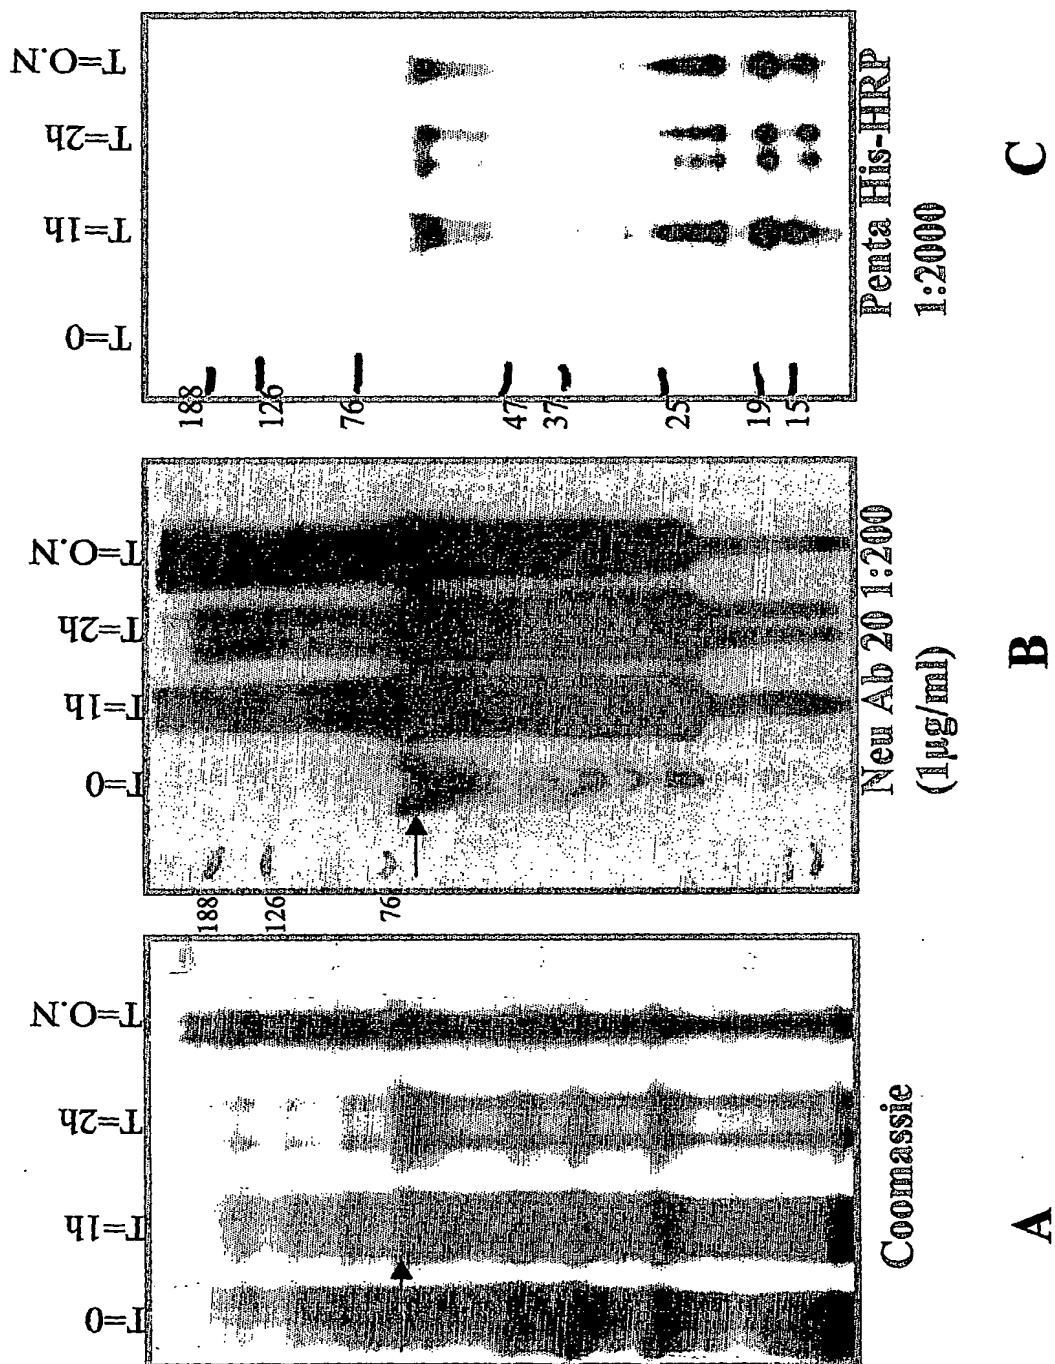 T=0
T=1h
T=2h
T=O.N
Coomassie
A
188
126
76
T=0
T=1h
T=2h
T=O.N
Neu Ab 20 1:200
(1µg/ml)
B
188
126
76
47
37
25
19
15
T=0
T=1h
T=2h
T=O.N
Penta His-HRP
1:2000
C